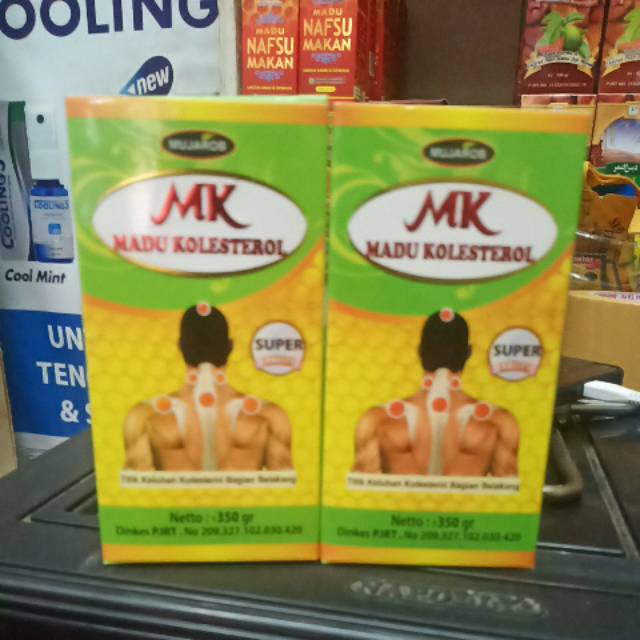 OOLING
new
MADU
NAFSU
MAKAN
MADU
NAFSU
MAKAN
COOLING5
COOLING5
Cool Mint
UN
TEN
&
MUJAROB
MK
MADU KOLESTEROL
SUPER
Titik Keluhan Kolesterol Bagian Belakang
Netto : ±350 gr
Dinkes P.IRT . No 209.327.102.030.420
MUJAROB
MK
MADU KOLESTEROL
SUPER
Titik Keluhan Kolesterol Bagian Belakang
Netto : ±350 gr
Dinkes P.IRT . No 209.327.102.030.420